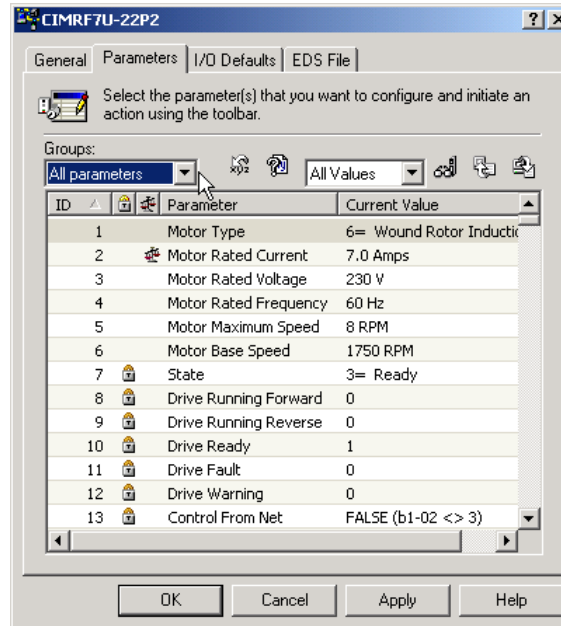 CIMRF7U-22P2
General Parameters I/O Defaults EDS File
Select the parameter(s) that you want to configure and initiate an
action using the toolbar.
Groups:
All parameters All Values
ID Parameter Current Value
1 Motor Type 6= Wound Rotor Inductic
2 Motor Rated Current 7.0 Amps
3 Motor Rated Voltage 230 V
4 Motor Rated Frequency 60 Hz
5 Motor Maximum Speed 8 RPM
6 Motor Base Speed 1750 RPM
7 State 3= Ready
8 Drive Running Forward 0
9 Drive Running Reverse 0
10 Drive Ready 1
11 Drive Fault 0
12 Drive Warning 0
13 Control From Net FALSE (b1-02 <> 3)
OK Cancel Apply Help